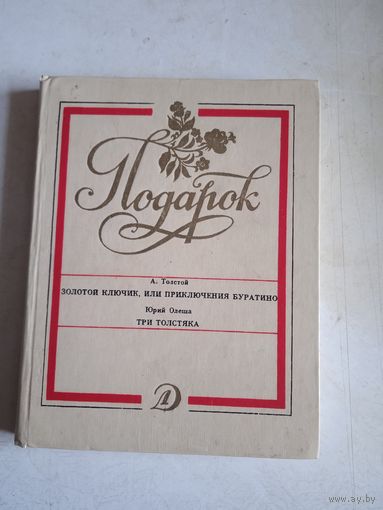 Подарок
А. Толстой
ЗОЛОТОЙ КЛЮЧИК, ИЛИ ПРИКЛЮЧЕНИЯ БУРАТИНО
Юрий Олеша
ТРИ ТОЛСТЯКА
Д
www.ay.by